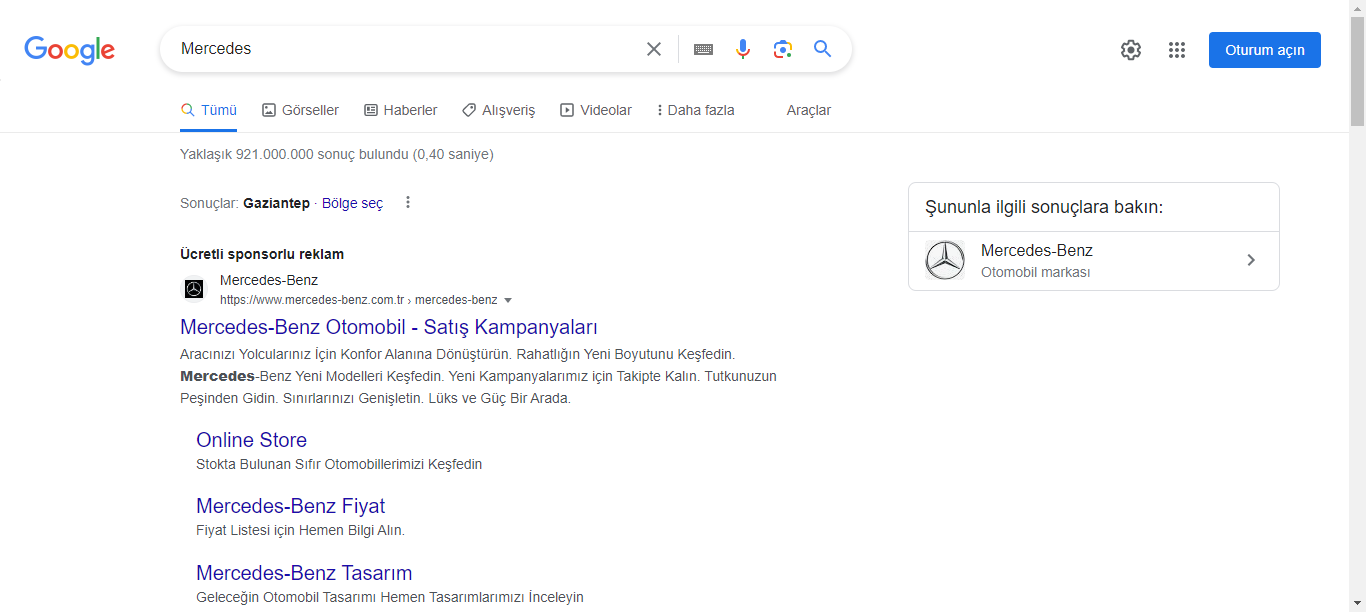 Google
Mercedes
Oturum açın
Tümü
Görseller
Haberler
Alışveriş
Videolar
Daha fazla
Araçlar
Yaklaşık 921.000.000 sonuç bulundu (0,40 saniye)
Sonuçlar: Gaziantep · Bölge seç
Ücretli sponsorlu reklam
Mercedes-Benz
https://www.mercedes-benz.com.tr › mercedes-benz
Mercedes-Benz Otomobil - Satış Kampanyaları
Aracınızı Yolcularınız İçin Konfor Alanına Dönüştürün. Rahatlığın Yeni Boyutunu Keşfedin.
Mercedes-Benz Yeni Modelleri Keşfedin. Yeni Kampanyalarımız için Takipte Kalın. Tutkunuzun
Peşinden Gidin. Sınırlarınızı Genişletin. Lüks ve Güç Bir Arada.
Online Store
Stokta Bulunan Sıfır Otomobillerimizi Keşfedin
Mercedes-Benz Fiyat
Fiyat Listesi için Hemen Bilgi Alın.
Mercedes-Benz Tasarım
Geleceğin Otomobil Tasarımı Hemen Tasarımlarımızı İnceleyin
Şununla ilgili sonuçlara bakın:
Mercedes-Benz
Otomobil markası